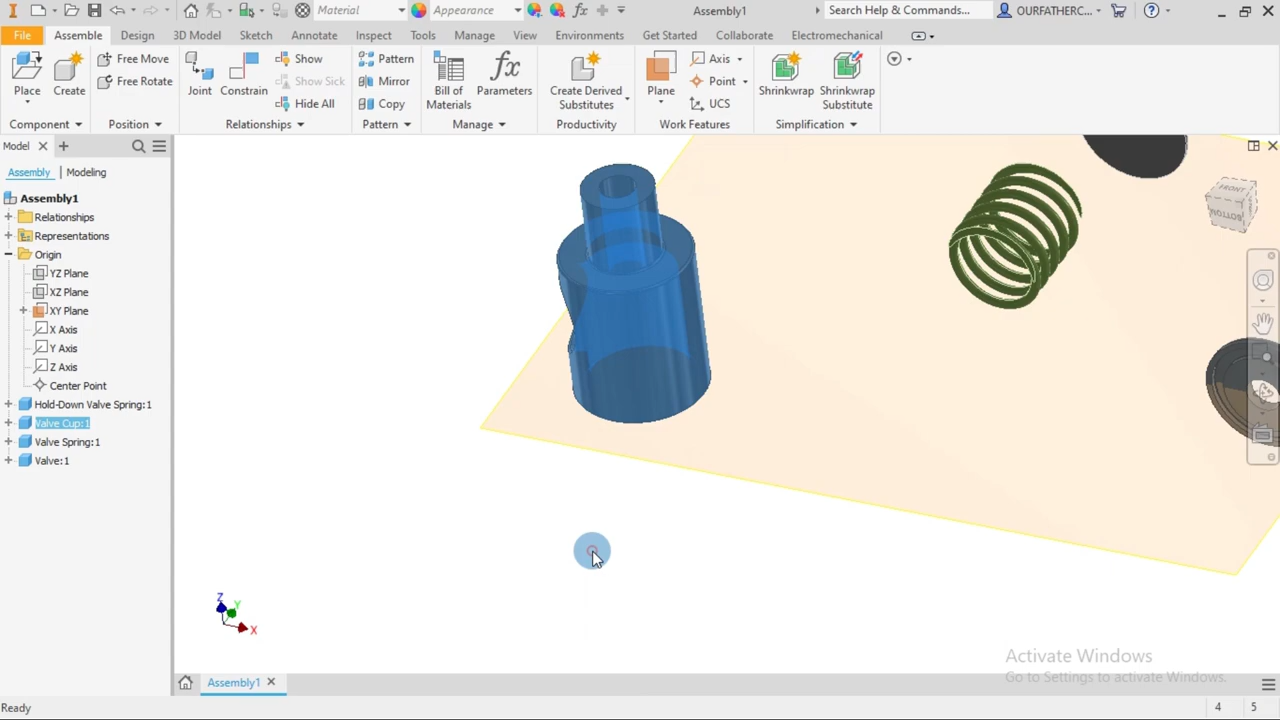 Material
Appearance
fx
Assembly1
Search Help & Commands...
OURFATHERC...
File
Assemble
Design
3D Model
Sketch
Annotate
Inspect
Tools
Manage
View
Environments
Get Started
Collaborate
Electromechanical
Place
Create
Free Move
Free Rotate
Joint
Constrain
Show
Show Sick
Hide All
Pattern
Mirror
Copy
Bill of
Materials
fx
Parameters
Create Derived
Substitutes
Plane
Axis
Point
UCS
Shrinkwrap
Shrinkwrap
Substitute
Component
Position
Relationships
Pattern
Manage
Productivity
Work Features
Simplification
Model
Assembly
Modeling
Assembly1
Relationships
Representations
Origin
YZ Plane
XZ Plane
XY Plane
X Axis
Y Axis
Z Axis
Center Point
Hold-Down Valve Spring:1
Valve Cup:1
Valve Spring:1
Valve:1
FRONT
BOTTOM
Z
Y
X
Activate Windows
Go to Settings to activate Windows.
Assembly1
Ready
4
5